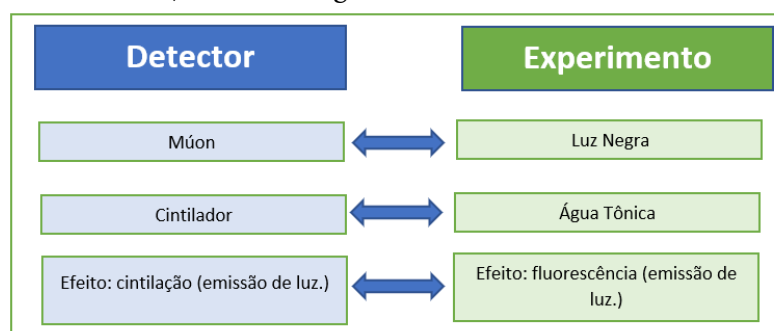 Detector
Experimento
Múon
Luz Negra
Cintilador
Água Tônica
Efeito: cintilação (emissão de luz.)
Efeito: fluorescência (emissão de
luz.)